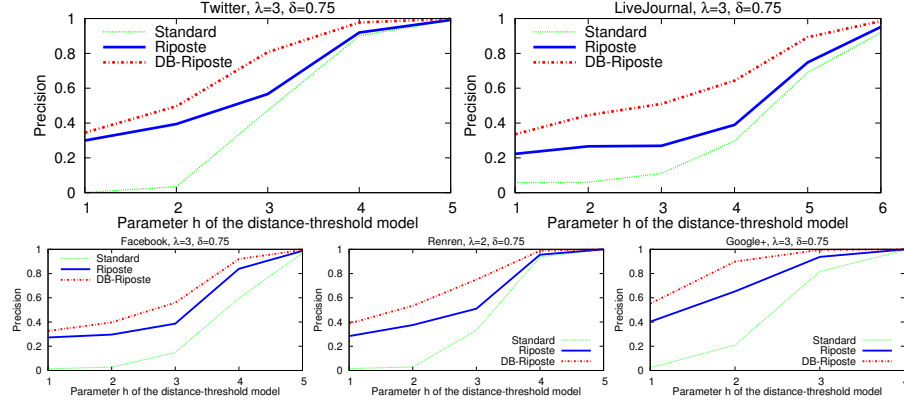 Twitter, λ=3, δ=0.75
Precision
1
0.8
0.6
0.4
0.2
0
Standard
Riposte
DB-Riposte
1 2 3 4 5
Parameter h of the distance-threshold model
LiveJournal, λ=3, δ=0.75
Precision
1
0.8
0.6
0.4
0.2
0
Standard
Riposte
DB-Riposte
1 2 3 4 5 6
Parameter h of the distance-threshold model
Facebook, λ=3, δ=0.75
Precision
1
0.8
0.6
0.4
0.2
0
Standard
Riposte
DB-Riposte
1 2 3 4 5
Parameter h of the distance-threshold model
Renren, λ=2, δ=0.75
Precision
1
0.8
0.6
0.4
0.2
0
Standard
Riposte
DB-Riposte
1 2 3 4 5
Parameter h of the distance-threshold model
Google+, λ=3, δ=0.75
Precision
1
0.8
0.6
0.4
0.2
0
Standard
Riposte
DB-Riposte
1 2 3 4
Parameter h of the distance-threshold model